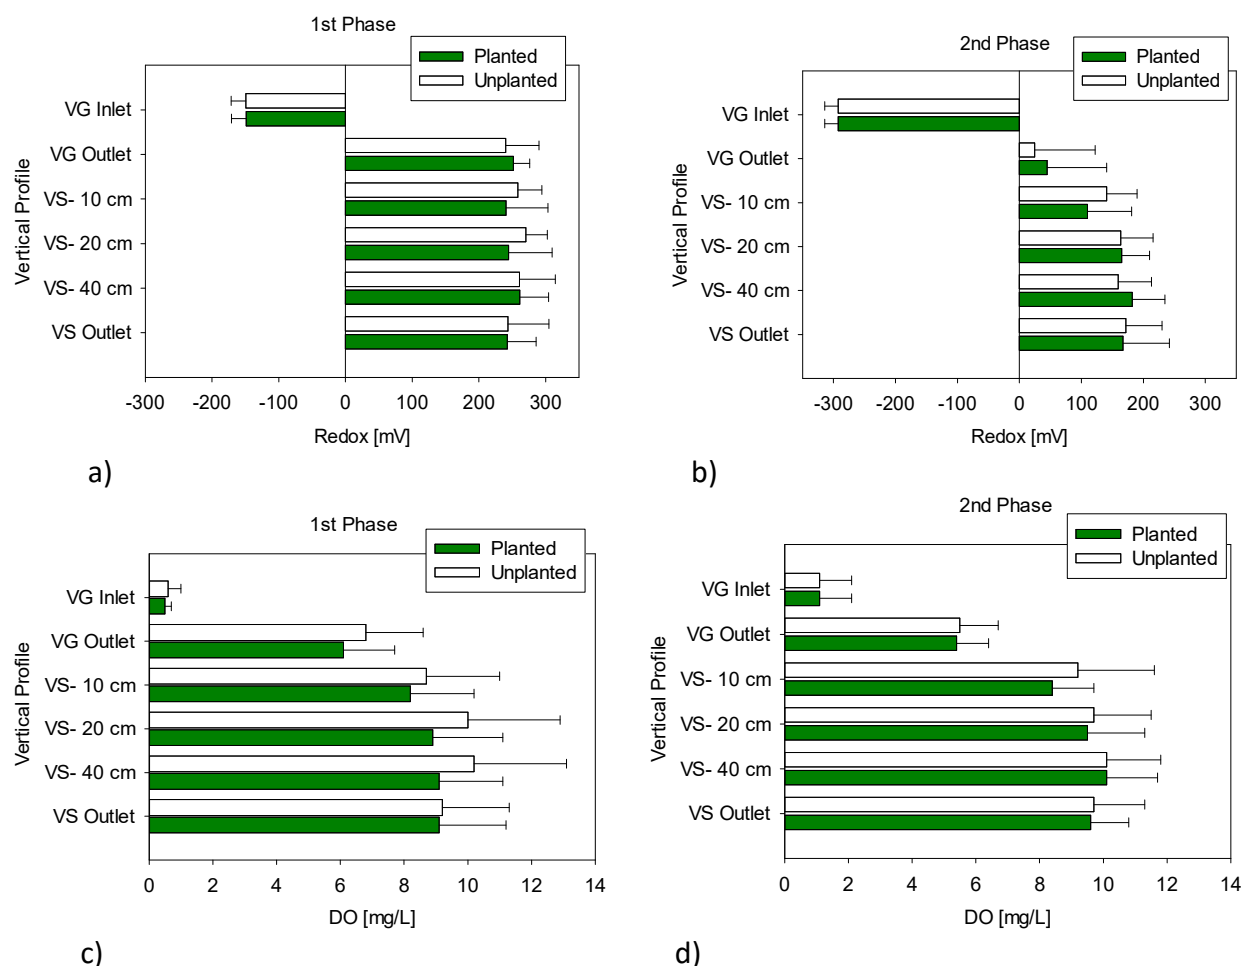 1st Phase
Planted
Unplanted
Vertical Profile
VG Inlet
VG Outlet
VS- 10 cm
VS- 20 cm
VS- 40 cm
VS Outlet
-300 -200 -100 0 100 200 300
Redox [mV]
a)
2nd Phase
Planted
Unplanted
Vertical Profile
VG Inlet
VG Outlet
VS- 10 cm
VS- 20 cm
VS- 40 cm
VS Outlet
-300 -200 -100 0 100 200 300
Redox [mV]
b)
1st Phase
Planted
Unplanted
Vertical Profile
VG Inlet
VG Outlet
VS- 10 cm
VS- 20 cm
VS- 40 cm
VS Outlet
0 2 4 6 8 10 12 14
DO [mg/L]
c)
2nd Phase
Planted
Unplanted
Vertical Profile
VG Inlet
VG Outlet
VS- 10 cm
VS- 20 cm
VS- 40 cm
VS Outlet
0 2 4 6 8 10 12 14
DO [mg/L]
d)